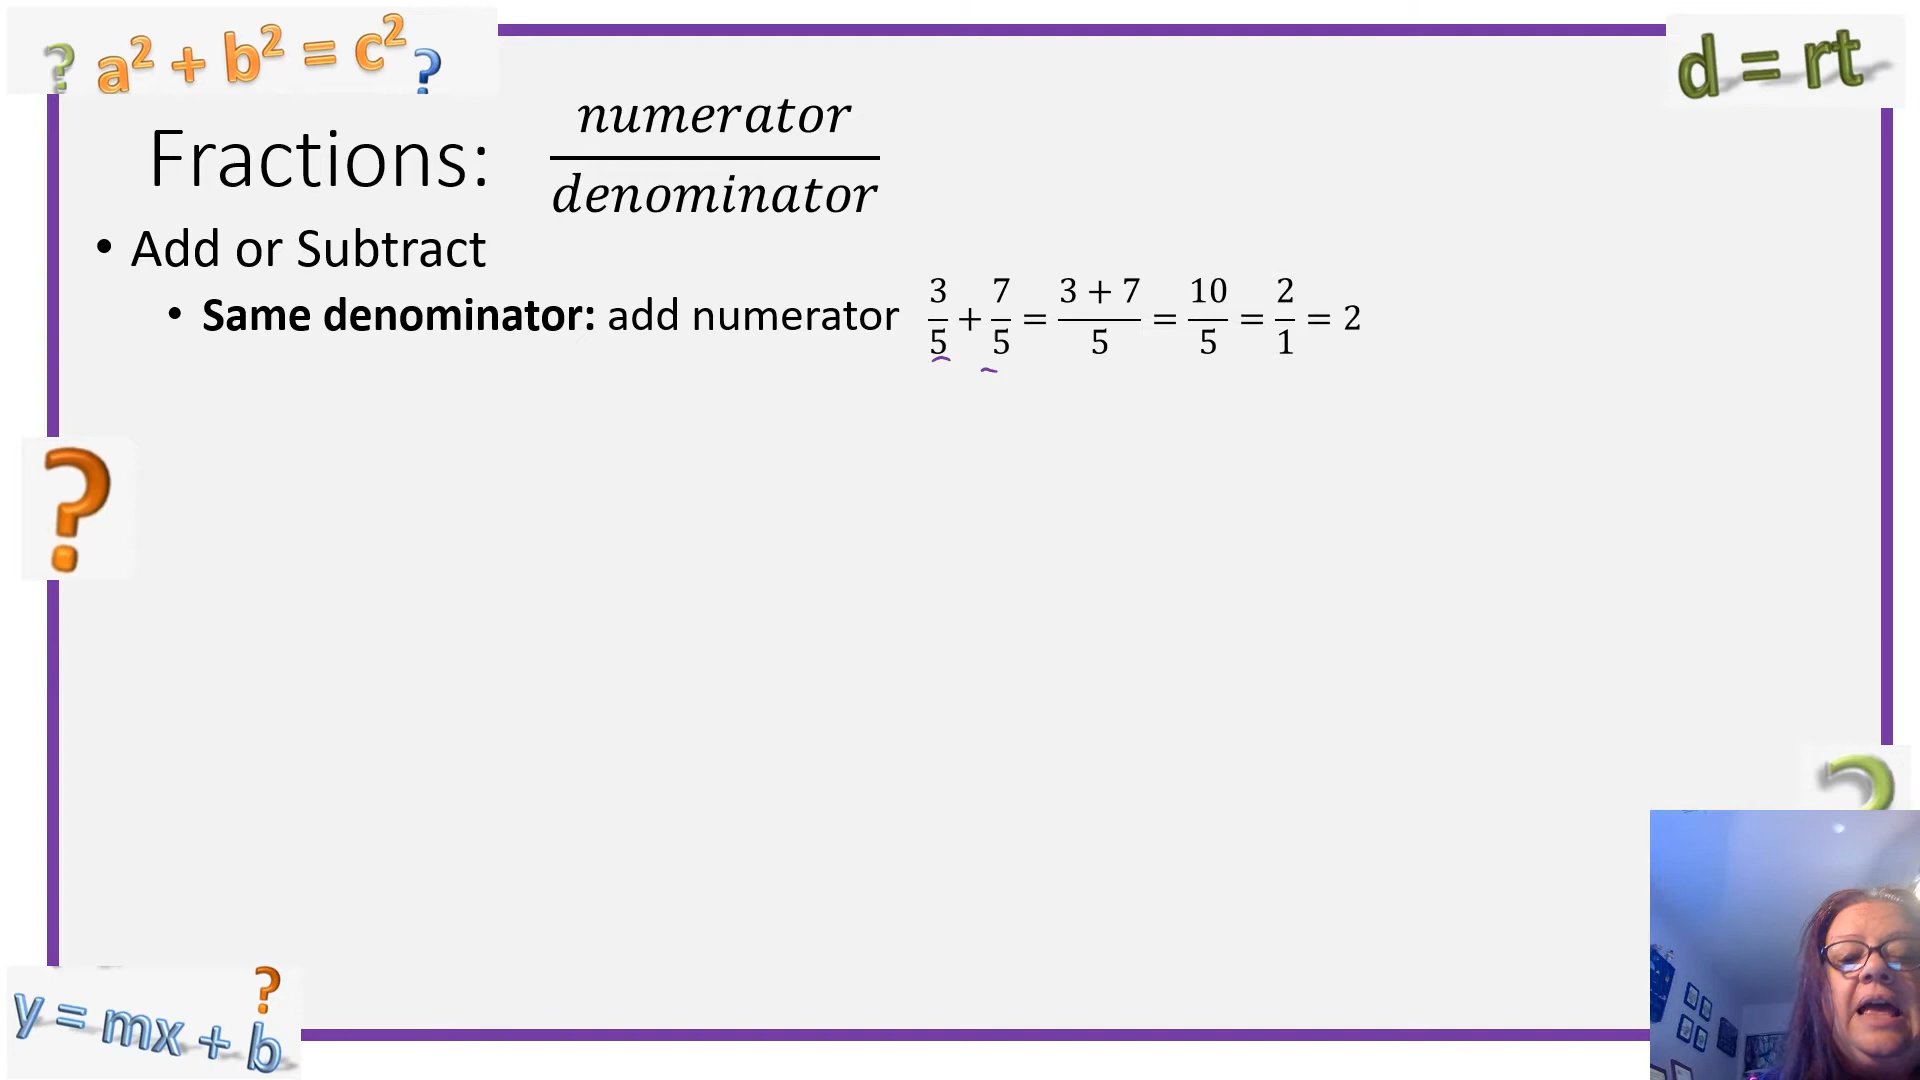 ? a² + b² = c² ?
d = rt
Fractions: numerator / denominator
• Add or Subtract
• Same denominator: add numerator 3/5 + 7/5 = (3 + 7)/5 = 10/5 = 2/1 = 2
?
?
?
y = mx + b